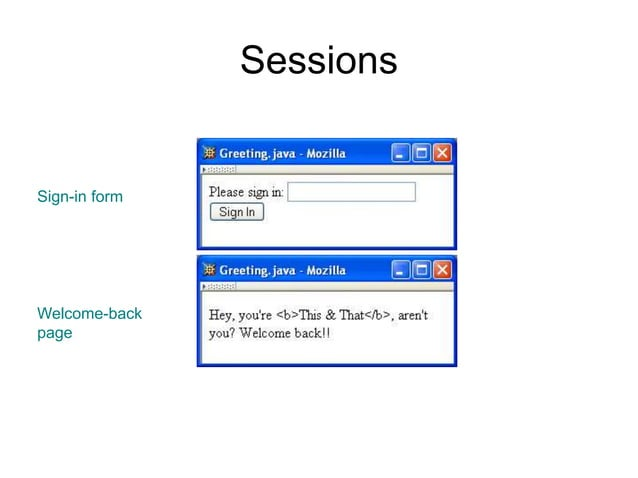 Sessions
Greeting.java - Mozilla
Sign-in form
Please sign in:
Sign In
Greeting.java - Mozilla
Welcome-back
page
Hey, you're <b>This & That</b>, aren't
you? Welcome back!!